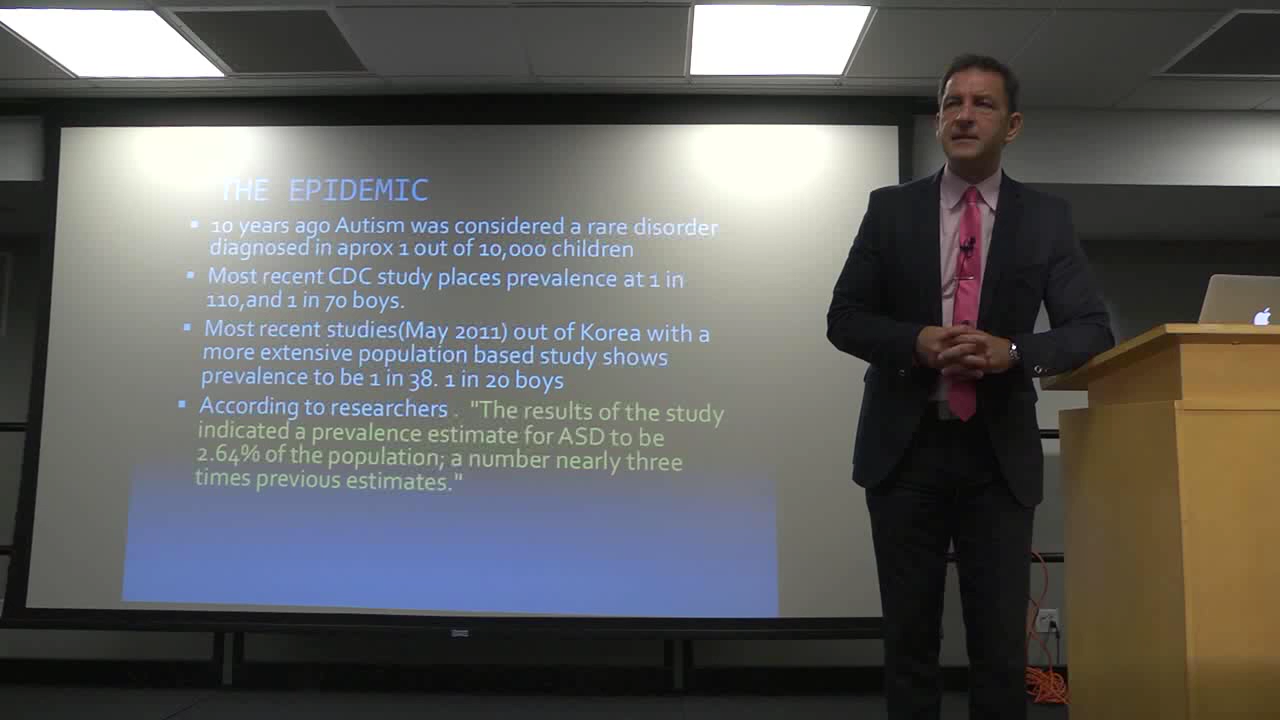 THE EPIDEMIC
▪ 10 years ago Autism was considered a rare disorder
diagnosed in aprox 1 out of 10,000 children
▪ Most recent CDC study places prevalence at 1 in
110,and 1 in 70 boys.
▪ Most recent studies(May 2011) out of Korea with a
more extensive population based study shows
prevalence to be 1 in 38. 1 in 20 boys
▪ According to researchers . "The results of the study
indicated a prevalence estimate for ASD to be
2.64% of the population; a number nearly three
times previous estimates."